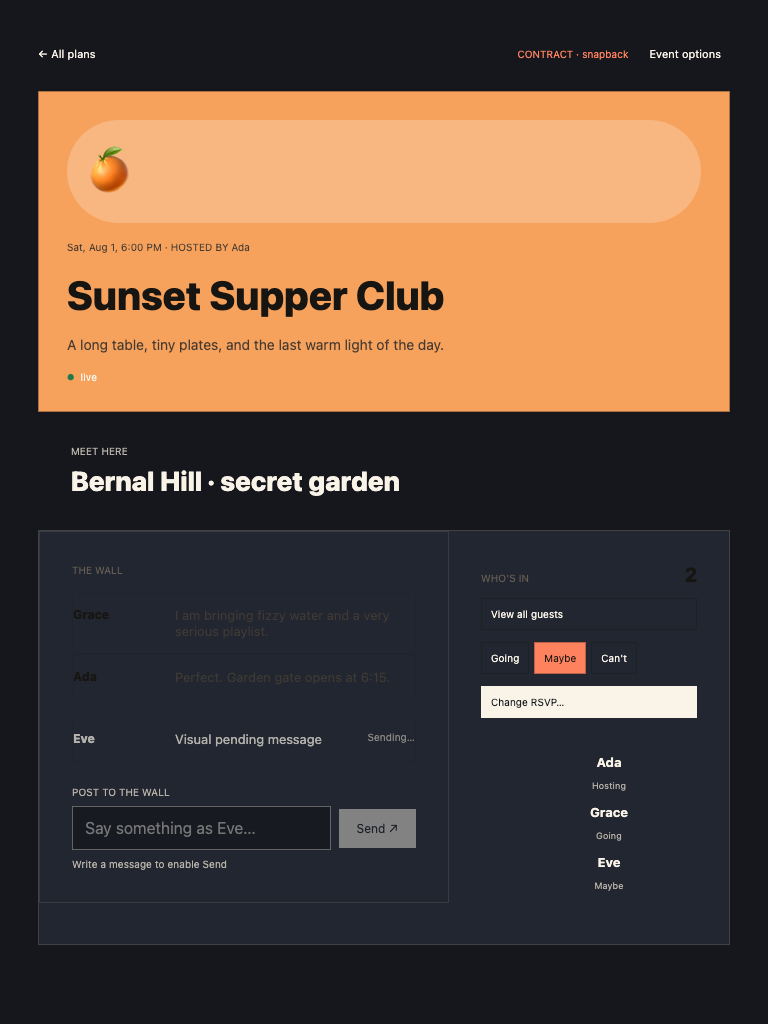 ← All plans
CONTRACT · snapback
Event options
Sat, Aug 1, 6:00 PM · HOSTED BY Ada
Sunset Supper Club
A long table, tiny plates, and the last warm light of the day.
live
MEET HERE
Bernal Hill · secret garden
THE WALL
Grace
I am bringing fizzy water and a very
serious playlist.
Ada
Perfect. Garden gate opens at 6:15.
Eve
Visual pending message
Sending…
POST TO THE WALL
Say something as Eve…
Send ↗
Write a message to enable Send
WHO'S IN
2
View all guests
Going
Maybe
Can't
Change RSVP…
Ada
Hosting
Grace
Going
Eve
Maybe